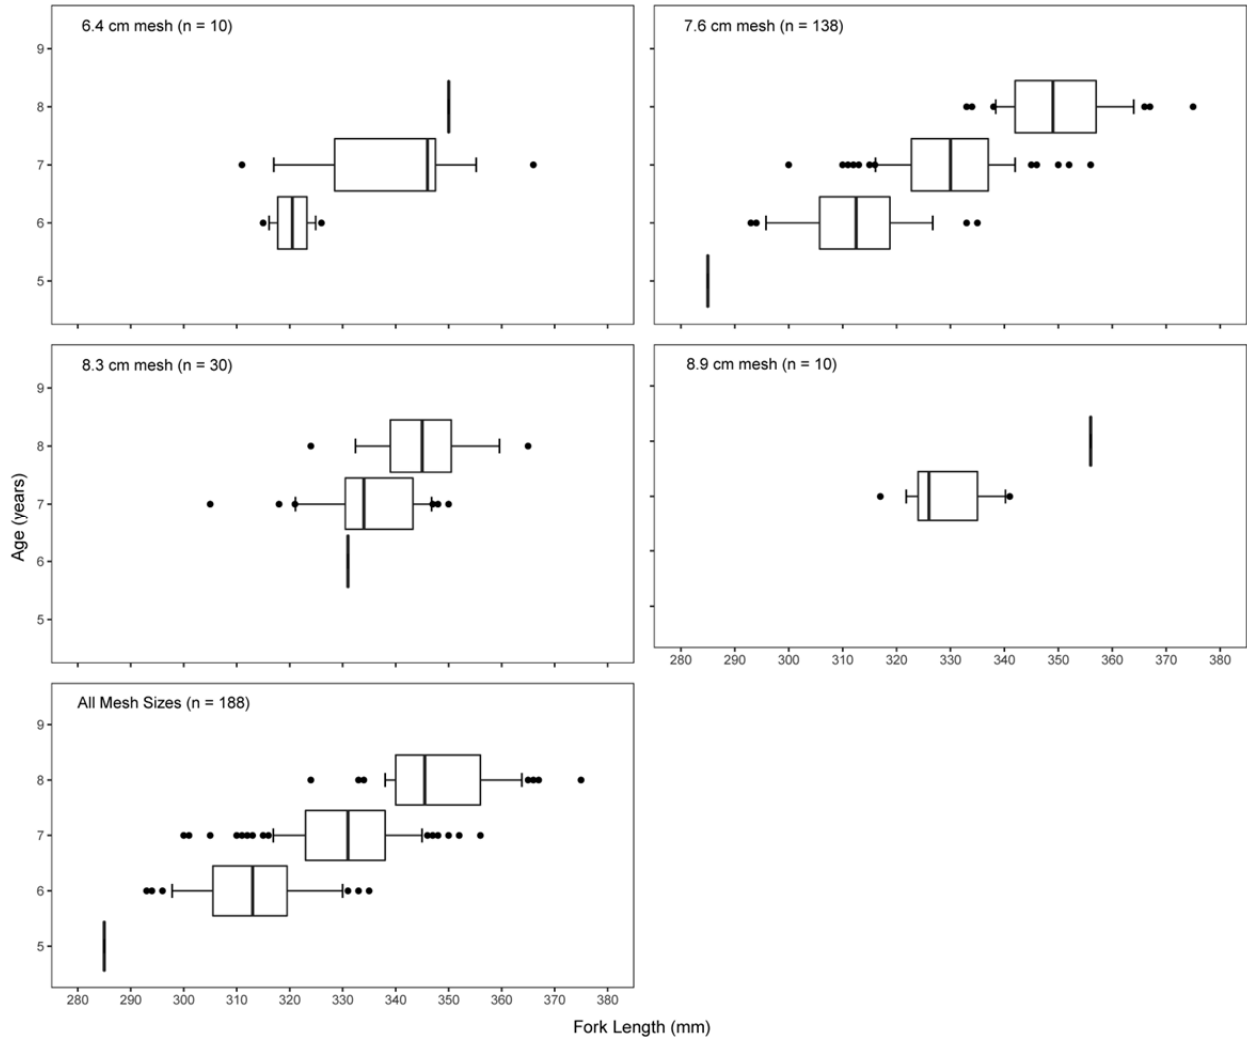 6.4 cm mesh (n = 10)
9
8
7
6
5
7.6 cm mesh (n = 138)
8.3 cm mesh (n = 30)
9
8
7
6
5
8.9 cm mesh (n = 10)
280 290 300 310 320 330 340 350 360 370 380
Age (years)
All Mesh Sizes (n = 188)
9
8
7
6
5
280 290 300 310 320 330 340 350 360 370 380
Fork Length (mm)